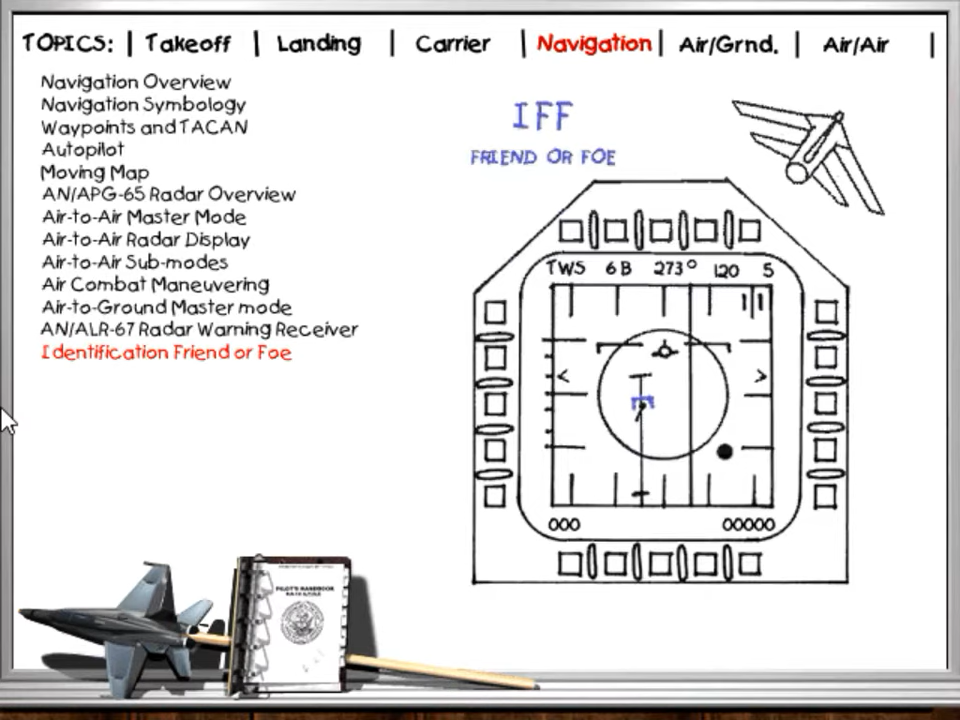 TOPICS: | Takeoff | Landing | Carrier | Navigation | Air/Grnd. | Air/Air |
Navigation Overview
Navigation Symbology
Waypoints and TACAN
Autopilot
Moving Map
AN/APG-65 Radar Overview
Air-to-Air Master Mode
Air-to-Air Radar Display
Air-to-Air Sub-modes
Air Combat Maneuvering
Air-to-Ground Master mode
AN/ALR-67 Radar Warning Receiver
Identification Friend or Foe
IFF
FRIEND OR FOE
TWS 6B 273° 120 5
000 00000
PILOT'S HANDBOOK